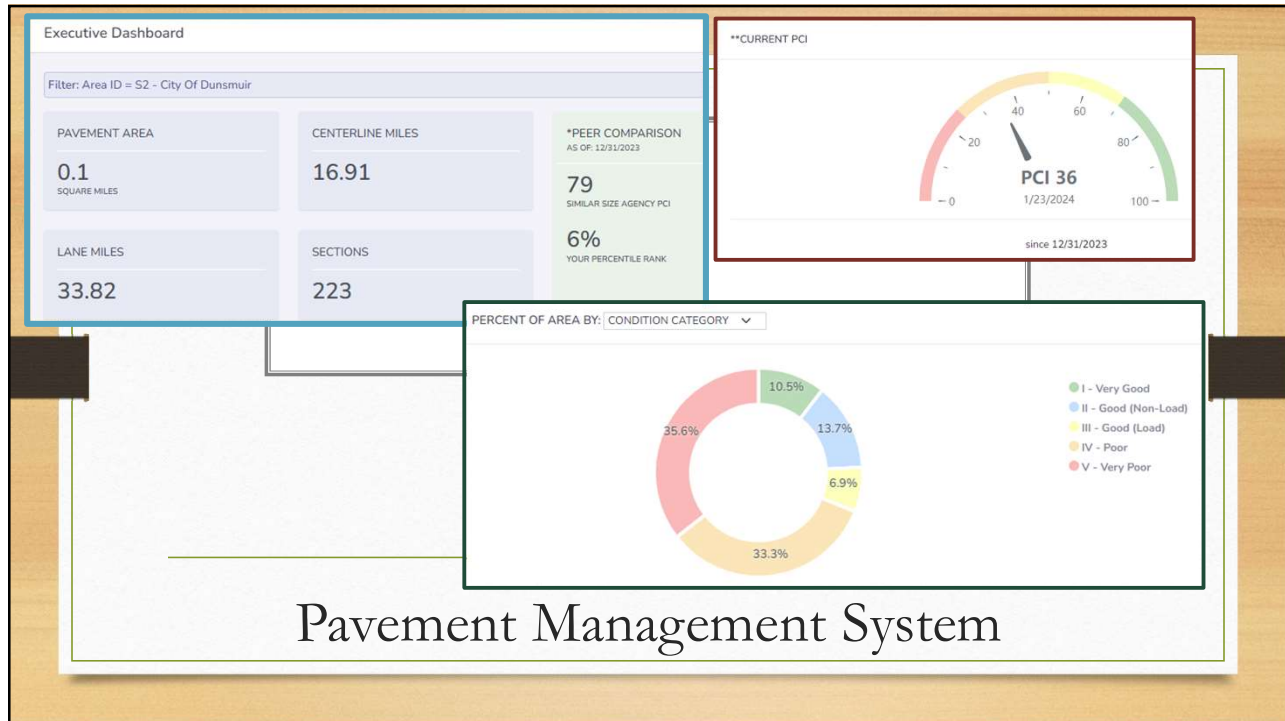 Executive Dashboard
Filter: Area ID = S2 - City Of Dunsmuir
PAVEMENT AREA
0.1
SQUARE MILES
CENTERLINE MILES
16.91
*PEER COMPARISON
AS OF: 12/31/2023
79
SIMILAR SIZE AGENCY PCI
6%
YOUR PERCENTILE RANK
LANE MILES
33.82
SECTIONS
223
**CURRENT PCI
0
20
40
60
80
100
PCI 36
1/23/2024
since 12/31/2023
PERCENT OF AREA BY: CONDITION CATEGORY
10.5%
13.7%
6.9%
33.3%
35.6%
I - Very Good
II - Good (Non-Load)
III - Good (Load)
IV - Poor
V - Very Poor
Pavement Management System